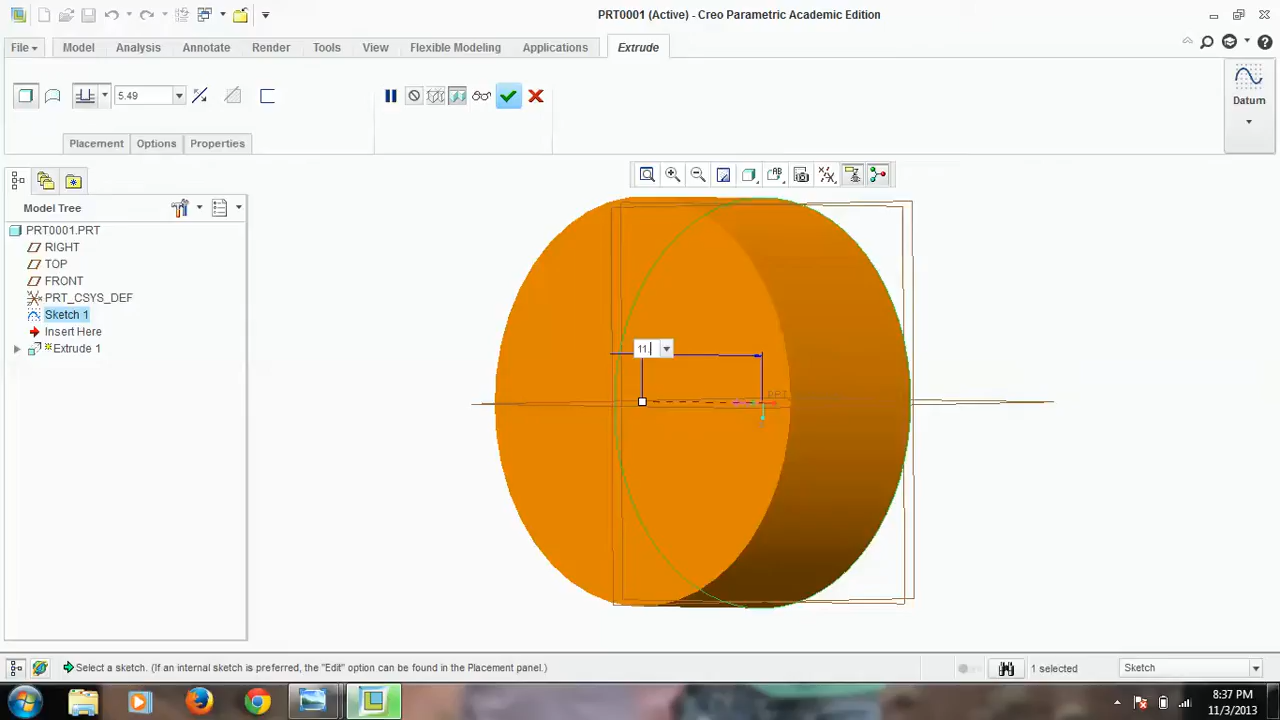 PRT0001 (Active) - Creo Parametric Academic Edition
File Model Analysis Annotate Render Tools View Flexible Modeling Applications Extrude
5.49
Datum
Placement Options Properties
Model Tree
PRT0001.PRT
RIGHT
TOP
FRONT
PRT_CSYS_DEF
Sketch 1
Insert Here
Extrude 1
11.
Select a sketch. (If an internal sketch is preferred, the "Edit" option can be found in the Placement panel.)
1 selected
Sketch
8:37 PM
11/3/2013